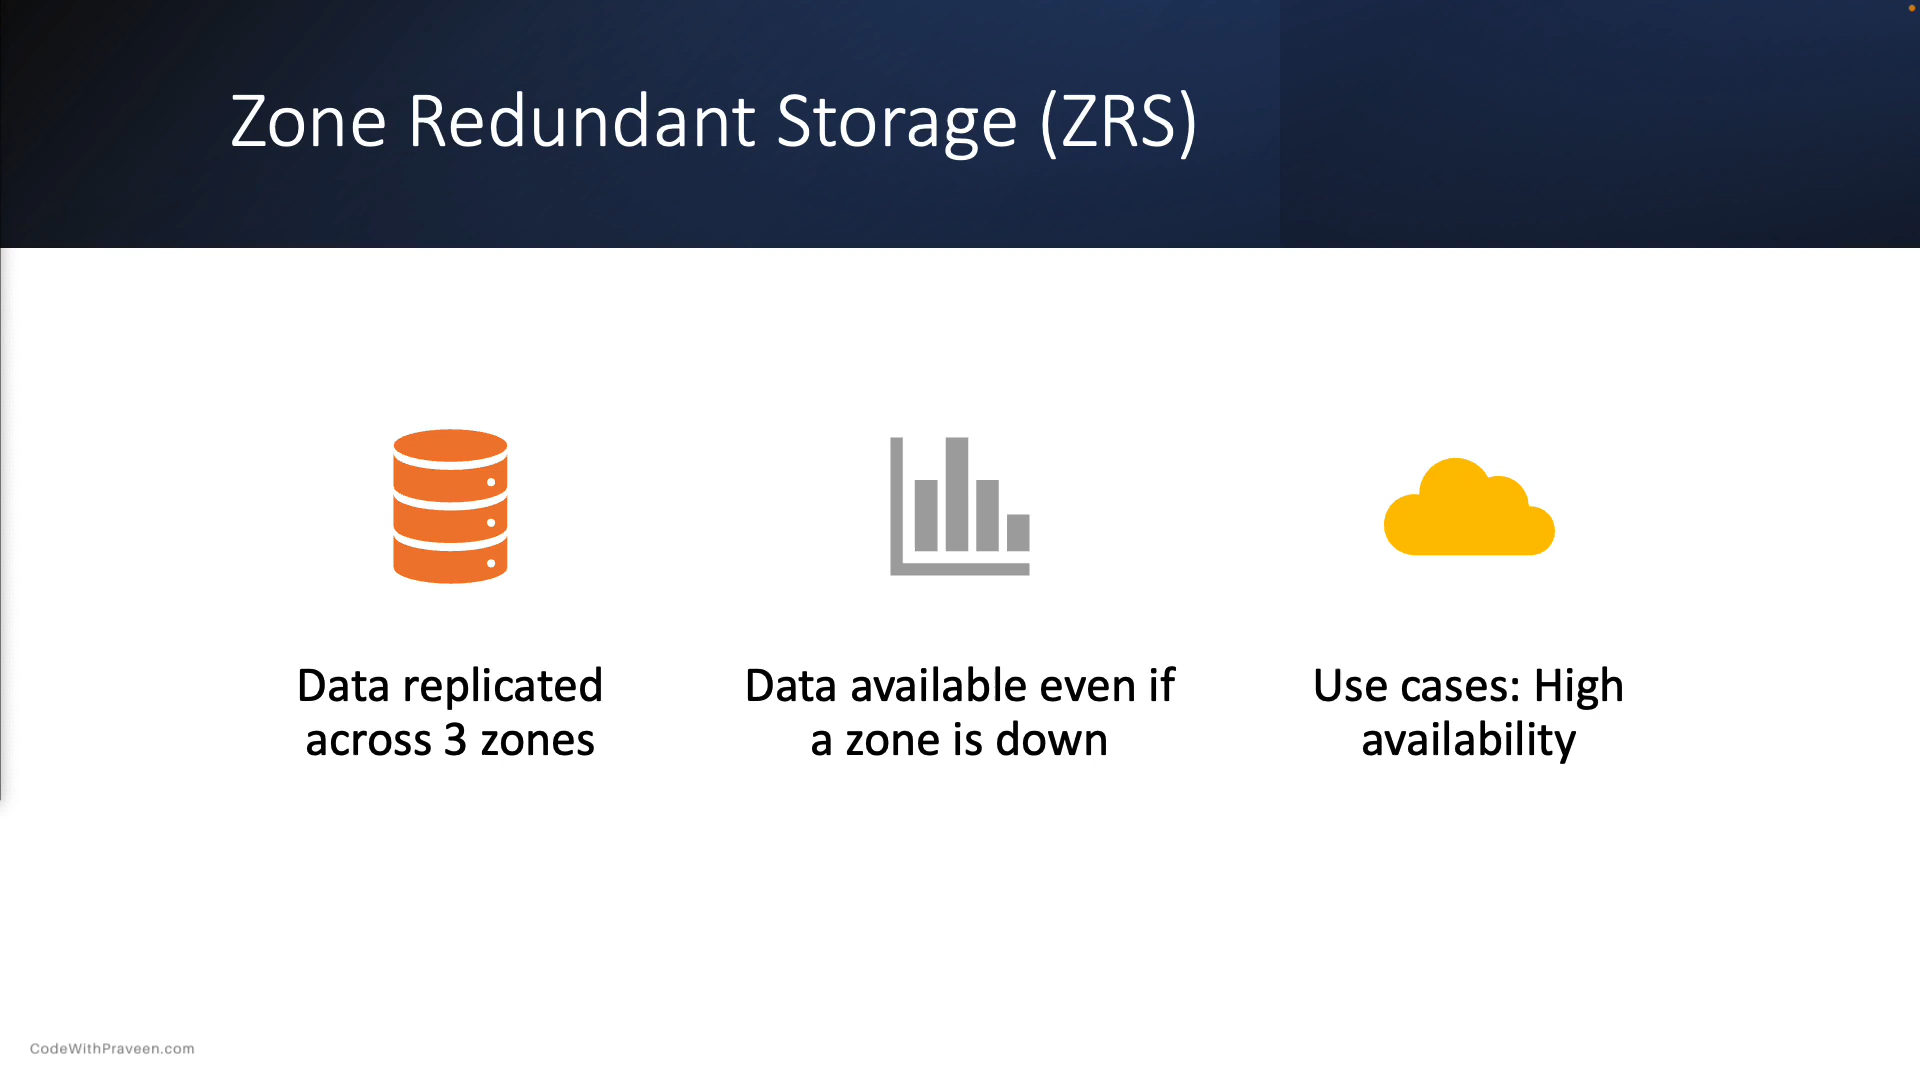 Zone Redundant Storage (ZRS)
Data replicated
across 3 zones
Data available even if
a zone is down
Use cases: High
availability
CodeWithPraveen.com